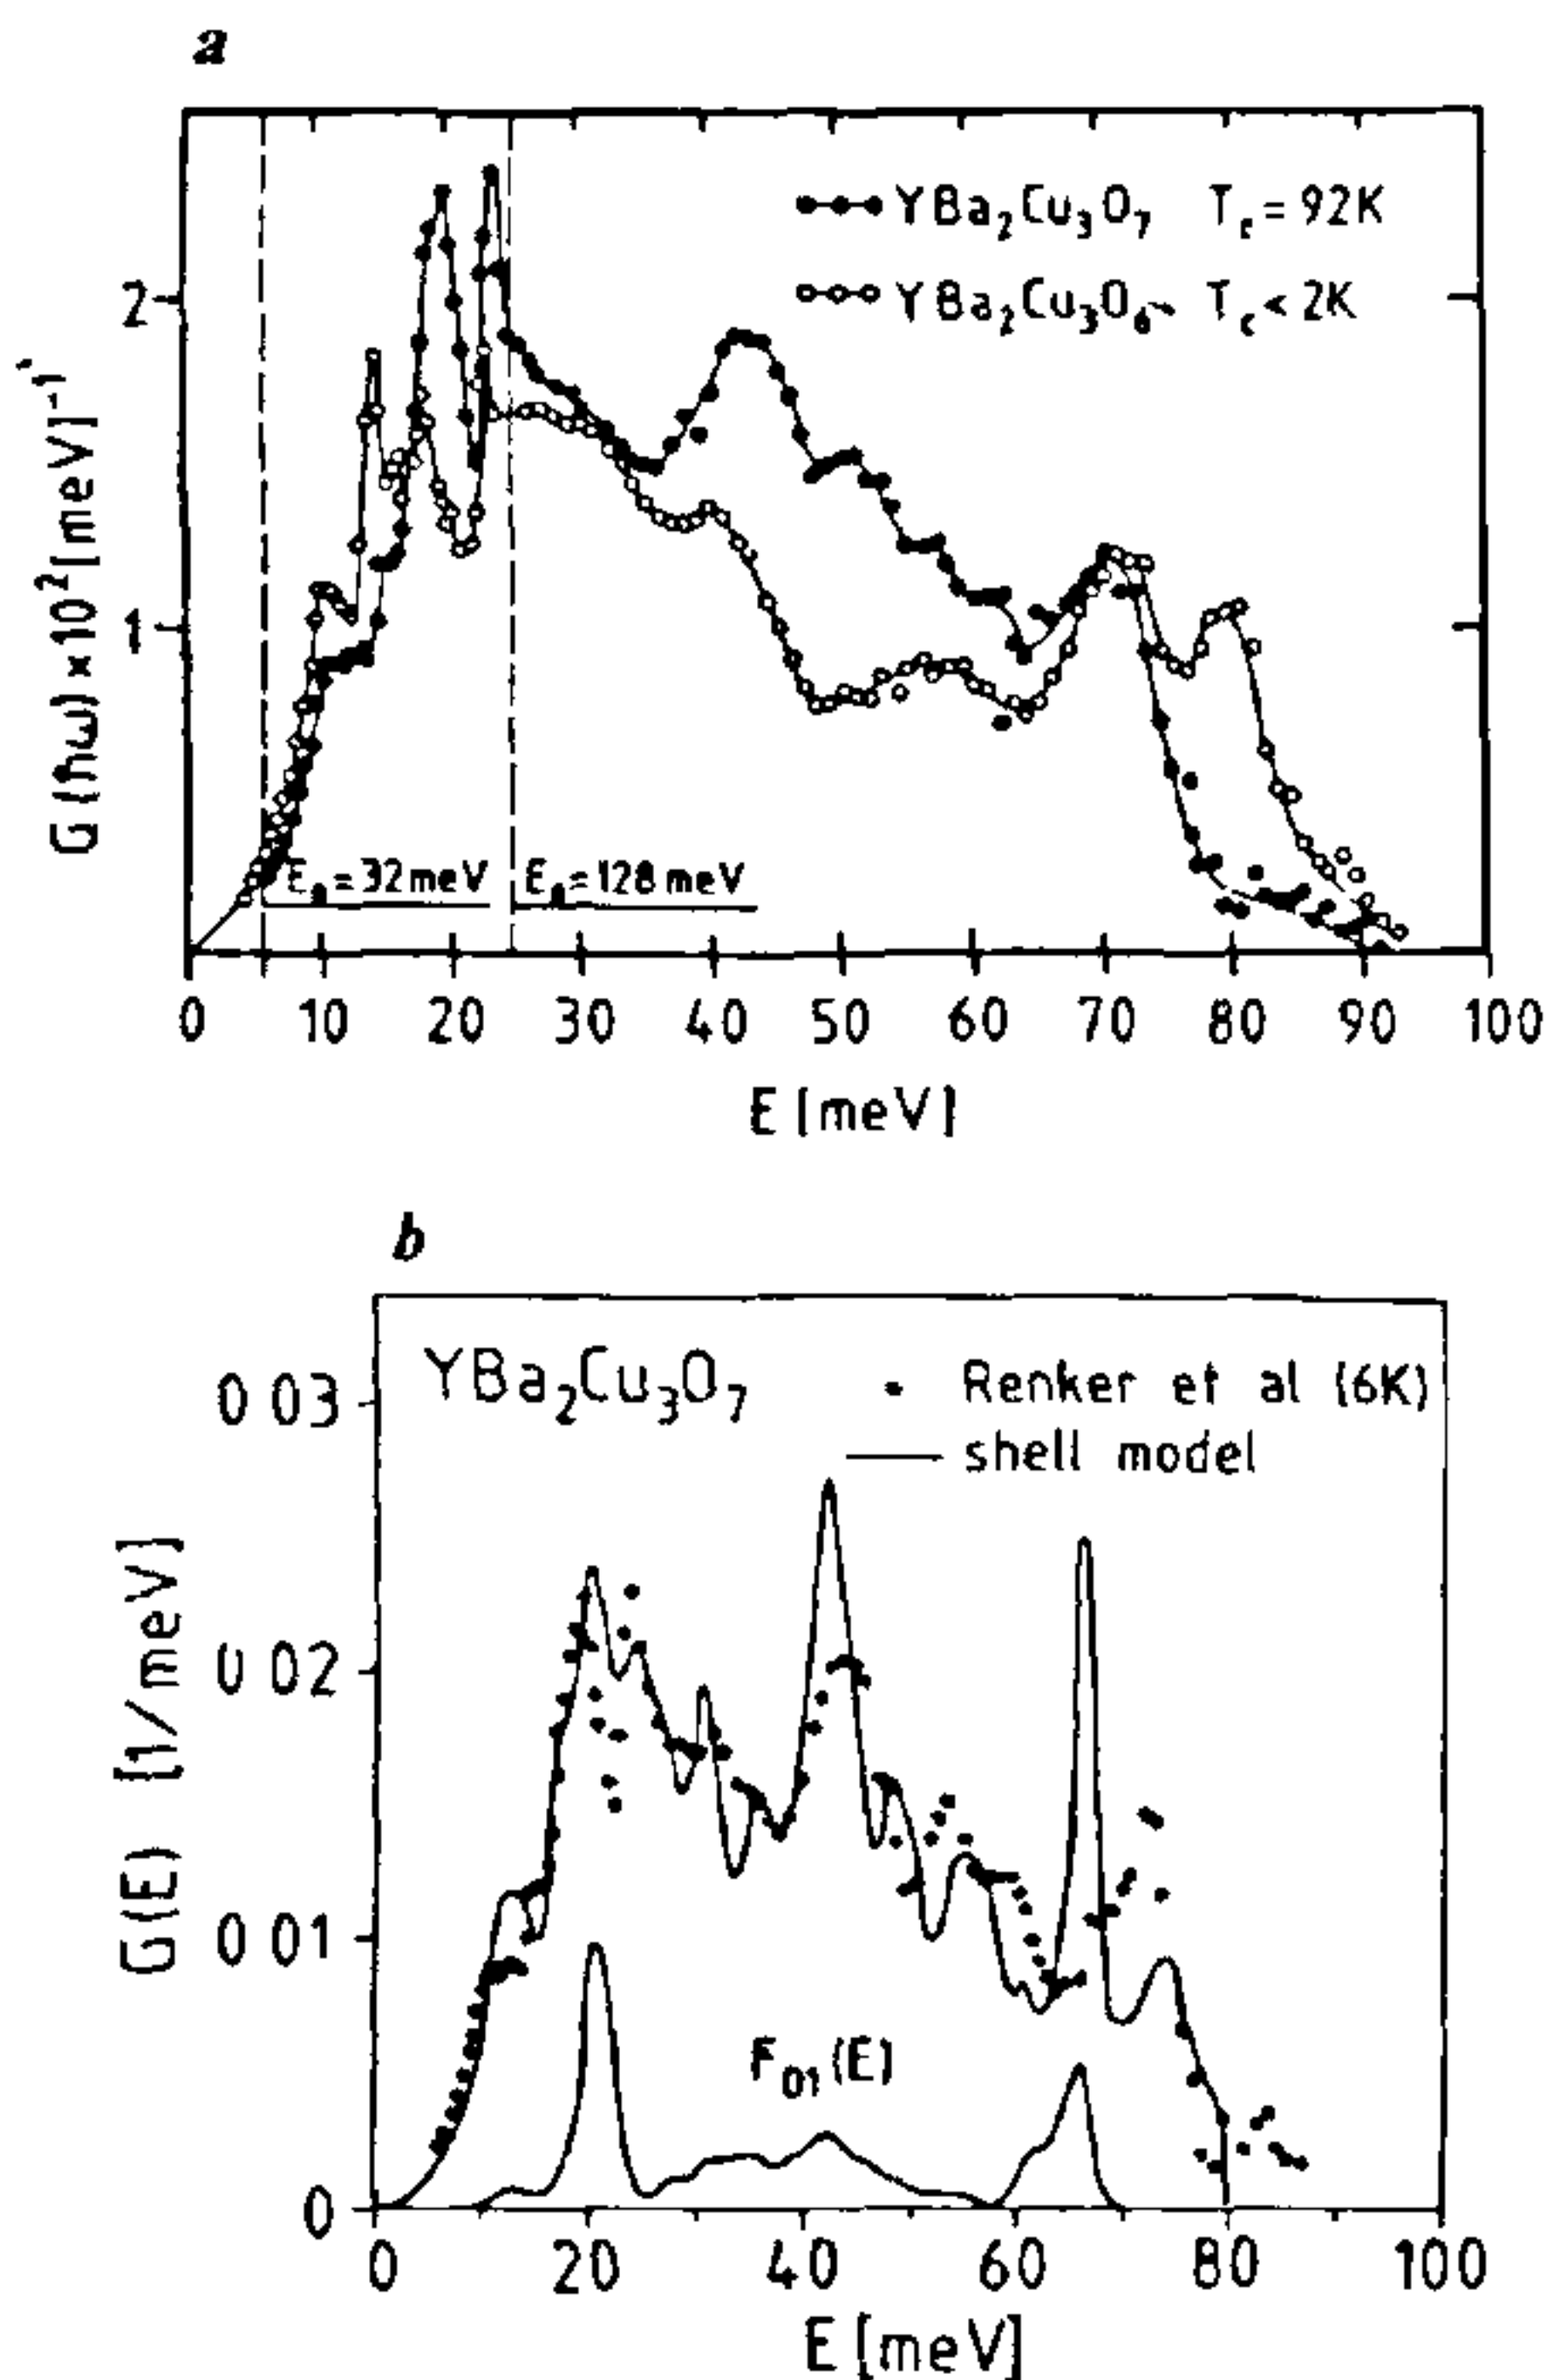 a
YBa₂Cu₃O₇ T_c = 92K
YBa₂Cu₃O₆~ T_c < 2K
2
1
G(ħω) × 10² [meV]⁻¹
E₀ = 32 meV E₀ = 128 meV
0 10 20 30 40 50 60 70 80 90 100
E [meV]
b
YBa₂Cu₃O₇
• Renker et al (6K)
shell model
0 03
0 02
0 01
0
G(E) [1/meV]
F₀₁(E)
0 20 40 60 80 100
E [meV]